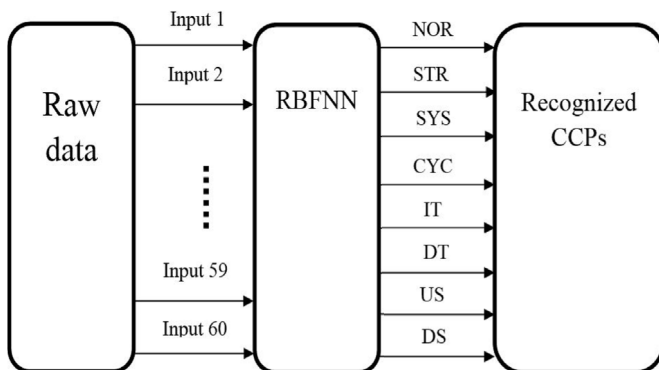 Raw
data
Input 1
Input 2
Input 59
Input 60
RBFNN
NOR
STR
SYS
CYC
IT
DT
US
DS
Recognized
CCPs